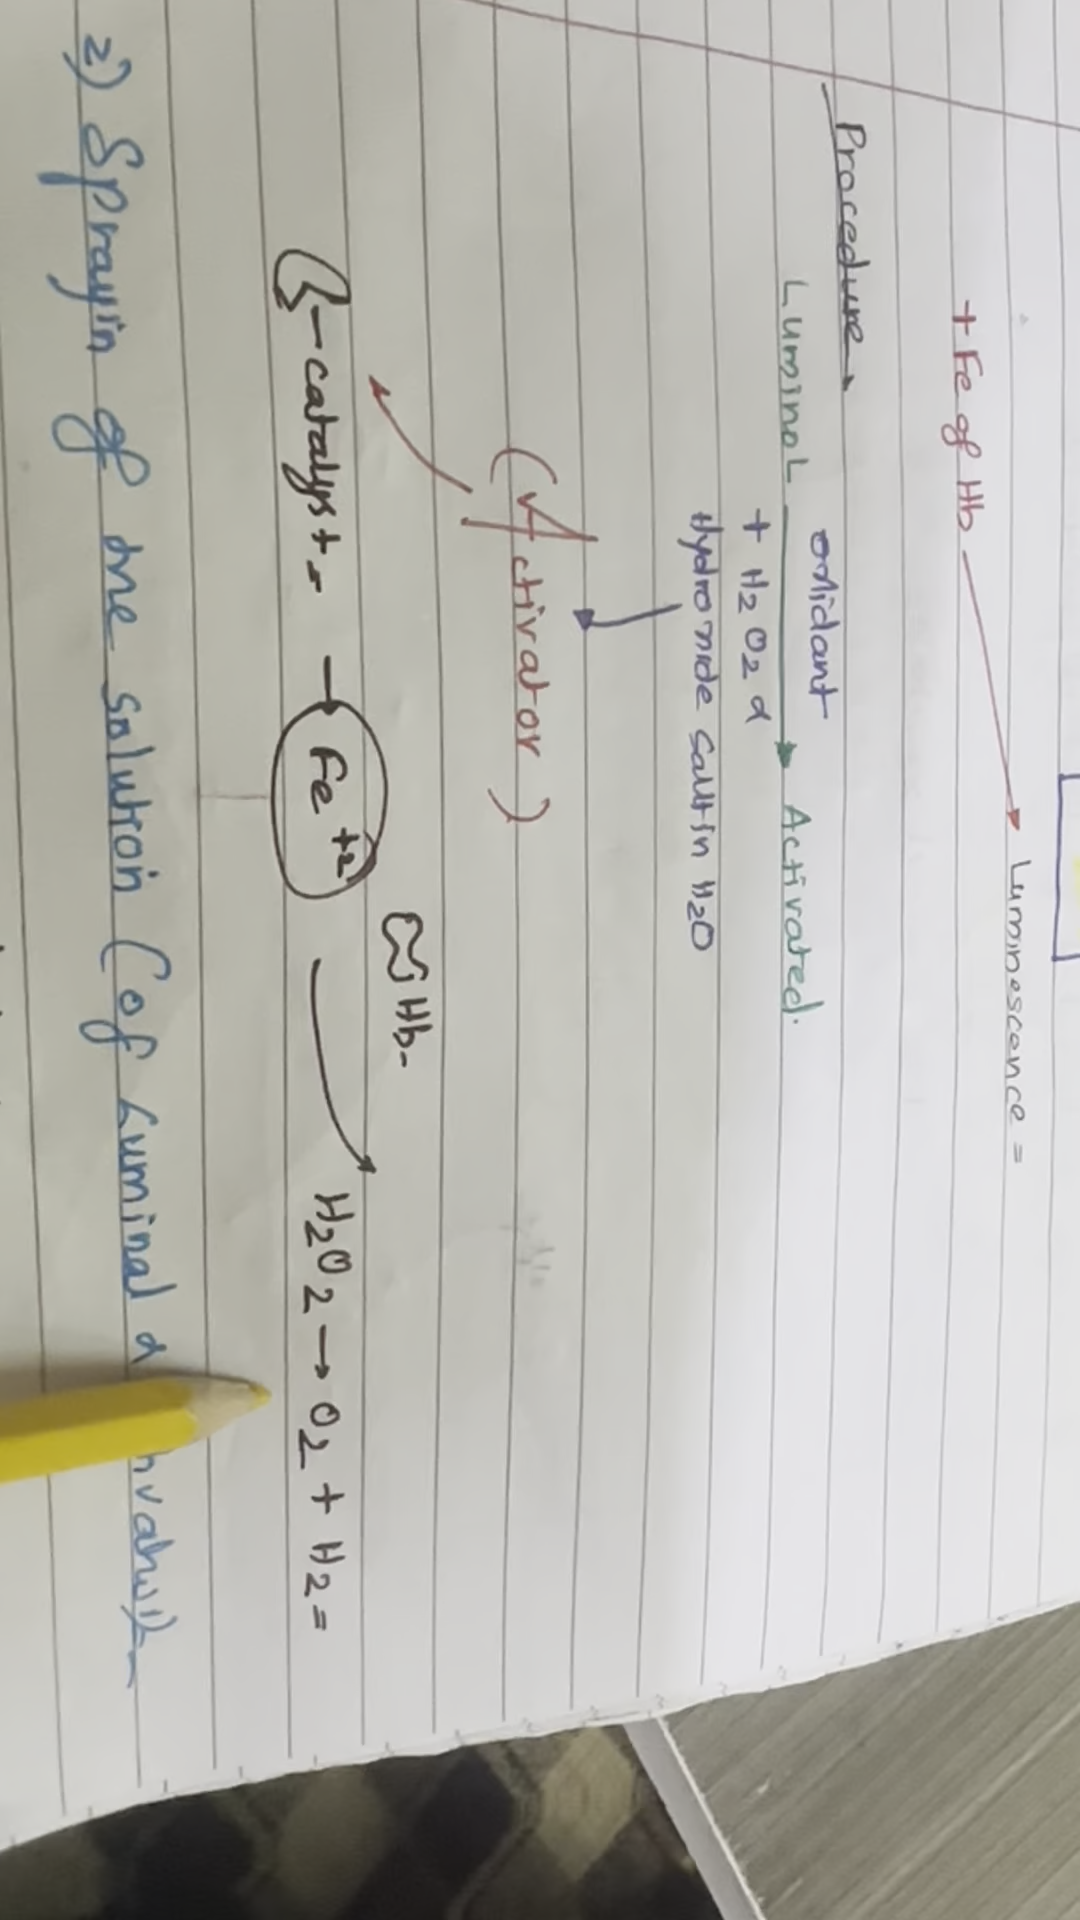 + Fe of Hb → Luminescence =
Procedure →
oxidant
Luminol → Activated.
+ H2O2 &
Hydroxide salt in H2O
(Activator)
Hb-
- catalyst - → Fe+2 → H2O2 → O2 + H2 =
2) Sprayin of the solution (of Luminal &